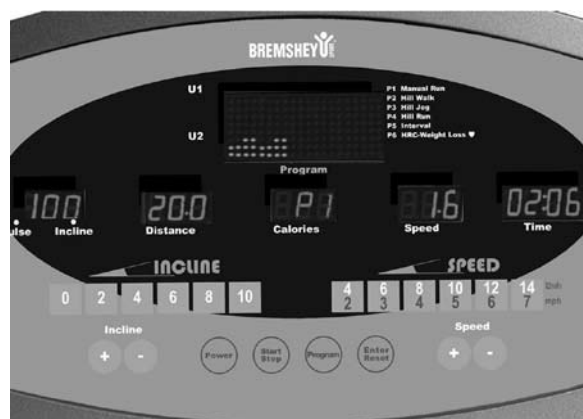 BREMSHEY SPORT
U1
P1 Manual Run
P2 Hill Walk
P3 Hill Jog
P4 Hill Run
U2
P5 Interval
P6 HRC-Weight Loss ♥
Program
100 20.0 P1 1.6 02:06
ulse Incline Distance Calories Speed Time
INCLINE SPEED
0 2 4 6 8 10
4 6 8 10 12 14
2 3 4 5 6 7 mph
Incline Speed
+ - Power Start Stop Program Enter Reset + -